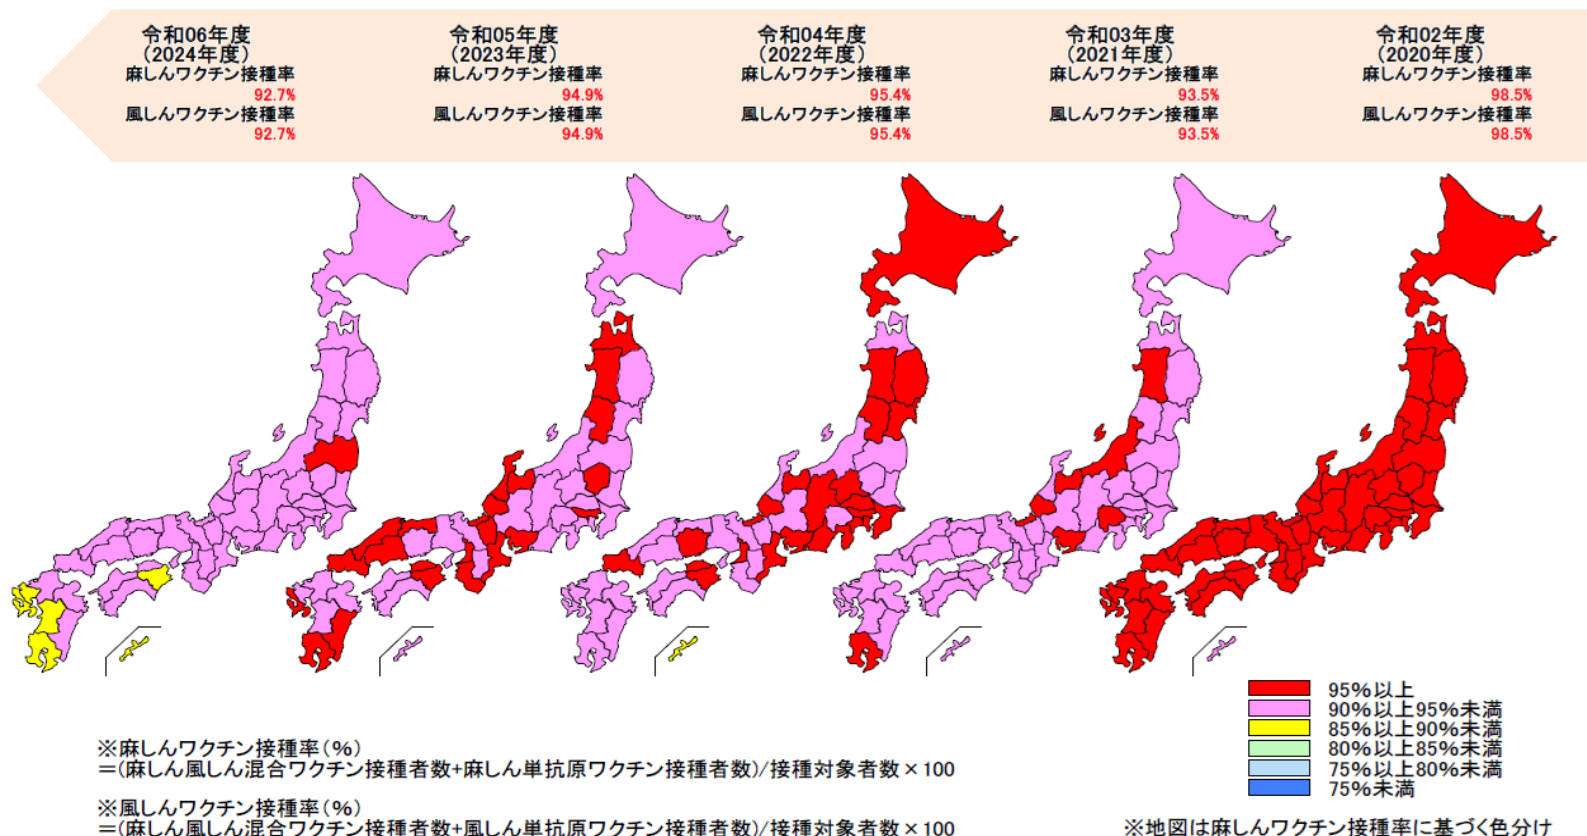 令和06年度
(2024年度)
麻しんワクチン接種率
92.7%
風しんワクチン接種率
92.7%
令和05年度
(2023年度)
麻しんワクチン接種率
94.9%
風しんワクチン接種率
94.9%
令和04年度
(2022年度)
麻しんワクチン接種率
95.4%
風しんワクチン接種率
95.4%
令和03年度
(2021年度)
麻しんワクチン接種率
93.5%
風しんワクチン接種率
93.5%
令和02年度
(2020年度)
麻しんワクチン接種率
98.5%
風しんワクチン接種率
98.5%
95%以上
90%以上95%未満
85%以上90%未満
80%以上85%未満
75%以上80%未満
75%未満
※麻しんワクチン接種率(%)
=(麻しん風しん混合ワクチン接種者数+麻しん単抗原ワクチン接種者数)/接種対象者数×100
※風しんワクチン接種率(%)
=(麻しん風しん混合ワクチン接種者数+風しん単抗原ワクチン接種者数)/接種対象者数×100
※地図は麻しんワクチン接種率に基づく色分け